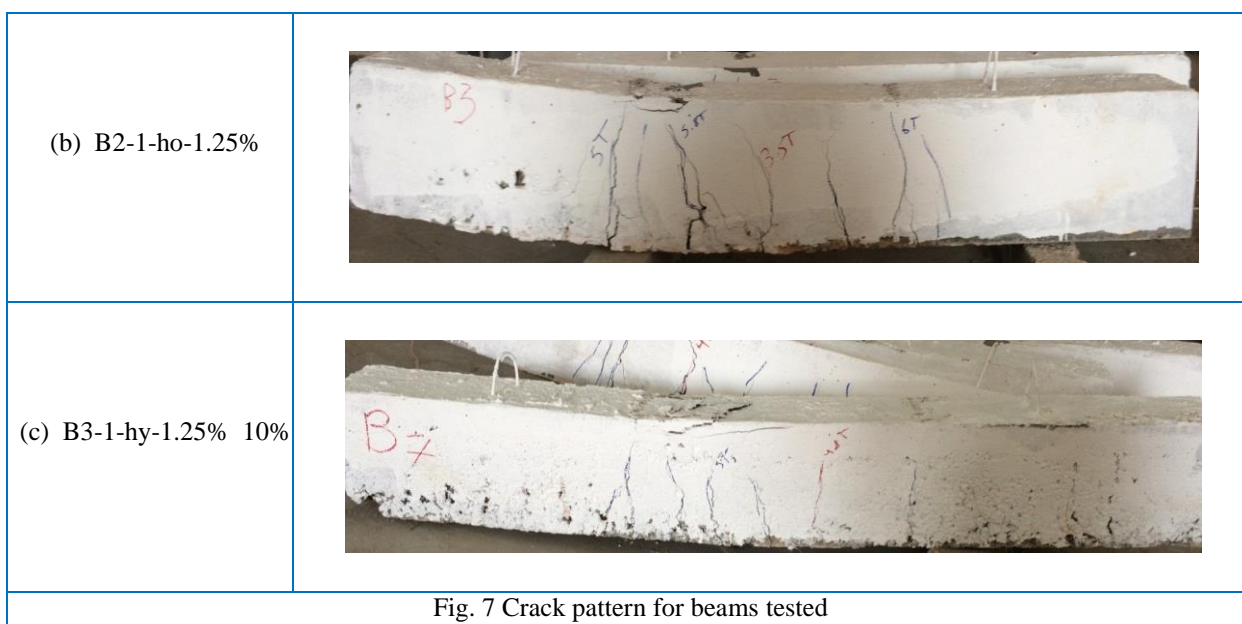 (b) B2-1-ho-1.25%
B3
5T
5.8T
3.5T
6T
(c) B3-1-hy-1.25% 10%
B7
Fig. 7 Crack pattern for beams tested